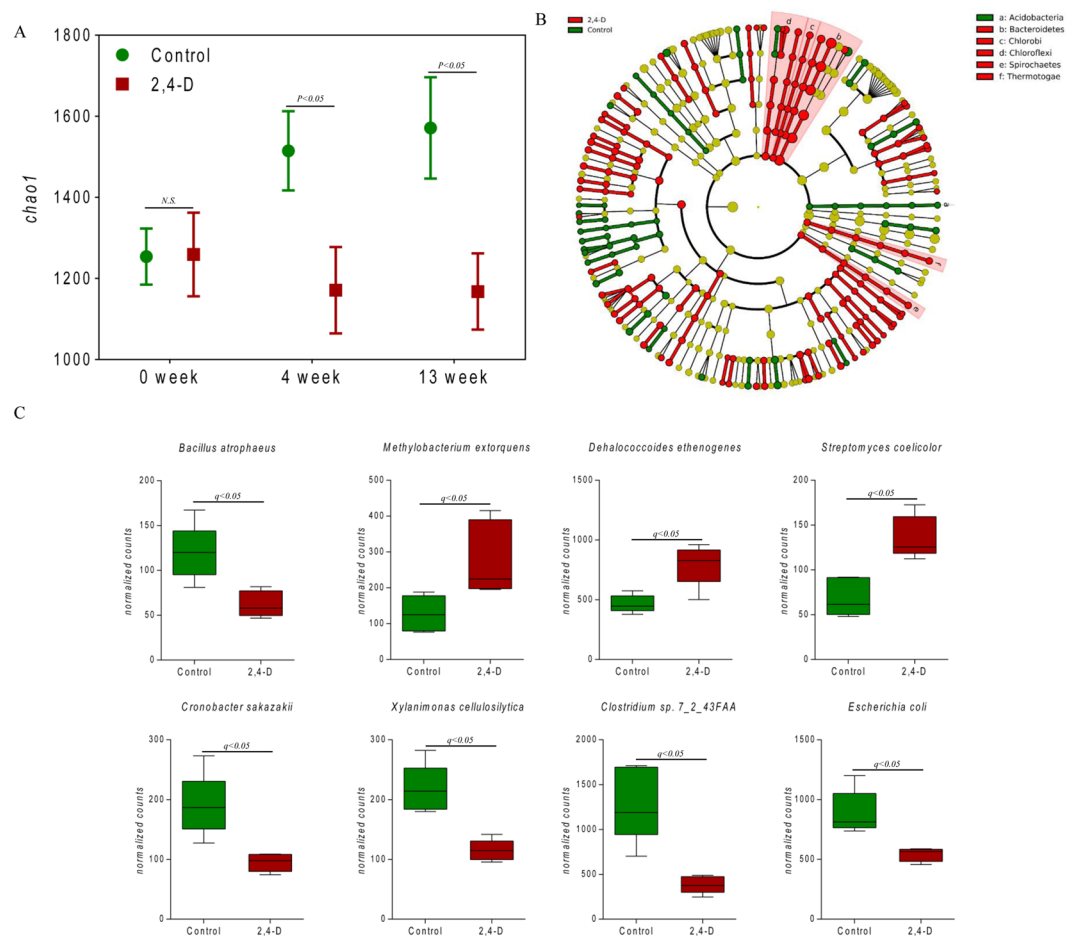 A
1800
1600
1400
1200
1000
chao1
Control
2,4-D
N.S.
P<0.05
P<0.05
0 week
4 week
13 week
B
2,4-D
Control
a: Acidobacteria
b: Bacteroidetes
c: Chlorobi
d: Chloroflexi
e: Spirochaetes
f: Thermotogae
d
c
b
f
e
C
Bacillus atrophaeus
normalized counts
200
150
100
50
0
q<0.05
Control
2,4-D
Methylobacterium extorquens
normalized counts
500
400
300
200
100
0
q<0.05
Control
2,4-D
Dehalococcoides ethenogenes
normalized counts
1500
1000
500
0
q<0.05
Control
2,4-D
Streptomyces coelicolor
normalized counts
200
150
100
50
0
q<0.05
Control
2,4-D
Cronobacter sakazakii
normalized counts
300
200
100
0
q<0.05
Control
2,4-D
Xylanimonas cellulosilytica
normalized counts
300
200
100
0
q<0.05
Control
2,4-D
Clostridium sp. 7_2_43FAA
normalized counts
2000
1500
1000
500
0
q<0.05
Control
2,4-D
Escherichia coli
normalized counts
1500
1000
500
0
q<0.05
Control
2,4-D